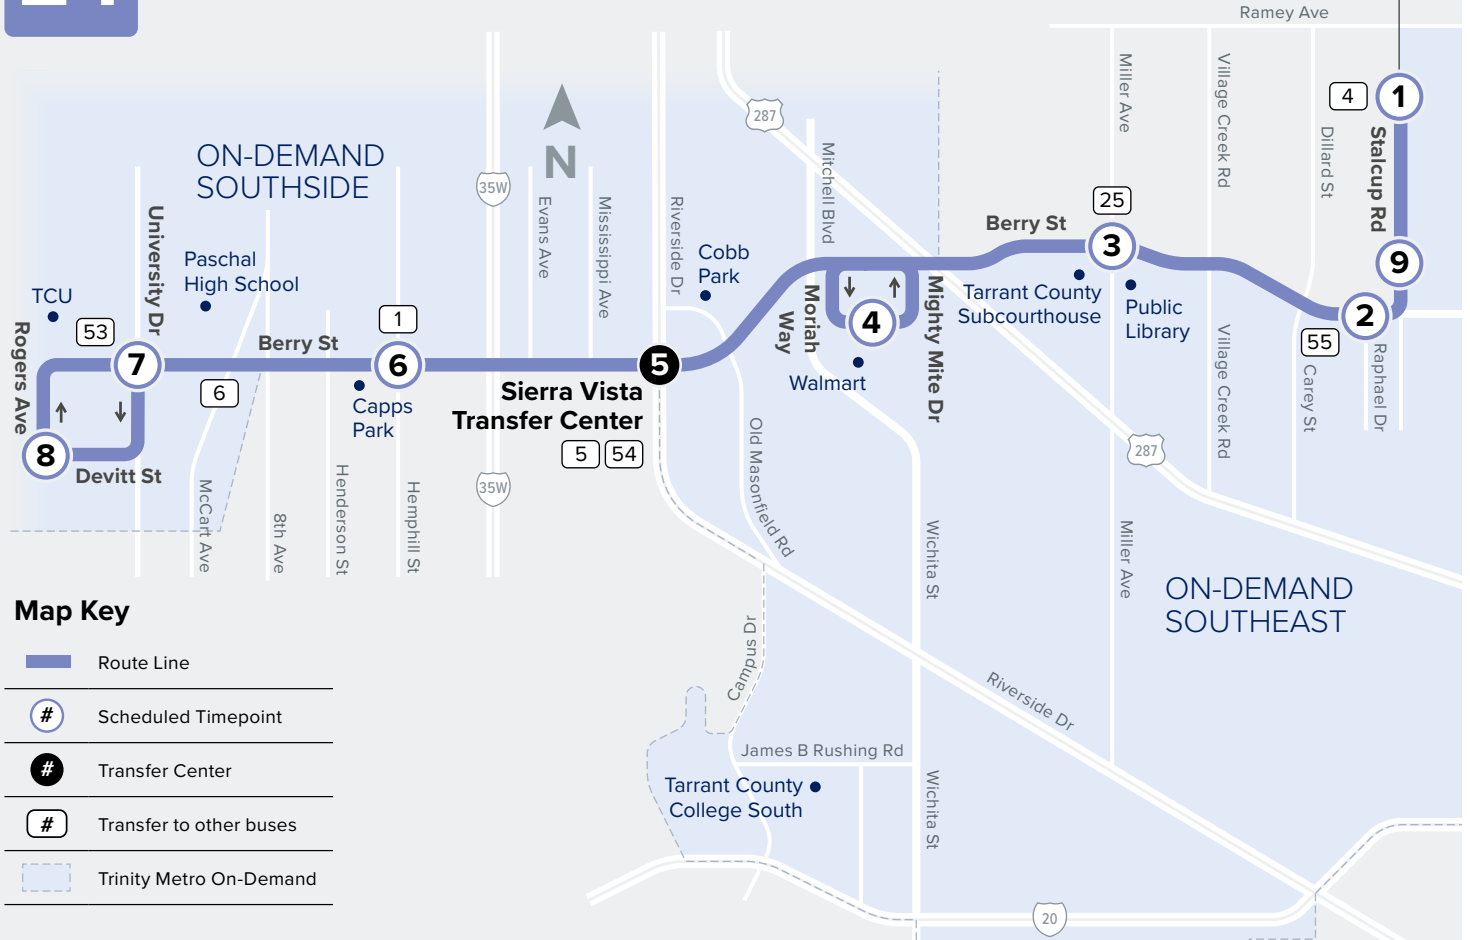 Ramey Ave
Miller Ave
Village Creek Rd
Dillard St
4
1
Stalcup Rd
287
N
ON-DEMAND
SOUTHSIDE
35W
Evans Ave
Mississippi Ave
Riverside Dr
Mitchell Blvd
25
Berry St
3
9
University Dr
Paschal
High School
Cobb
Park
TCU
53
Rogers Ave
7
Berry St
1
6
5
Moriah
Way
4
Mighty Mite Dr
Tarrant County
Subcourthouse
Public
Library
2
55
Village Creek Rd
Carey St
Raphael Dr
6
Capps
Park
Sierra Vista
Transfer Center
5
54
Walmart
8
Devitt St
McCart Ave
8th Ave
Henderson St
Hemphill St
35W
Old Masonfield Rd
287
Wichita St
Miller Ave
ON-DEMAND
SOUTHEAST
Campus Dr
Riverside Dr
James B Rushing Rd
Tarrant County
College South
Wichita St
20
Map Key
Route Line
# Scheduled Timepoint
# Transfer Center
# Transfer to other buses
Trinity Metro On-Demand